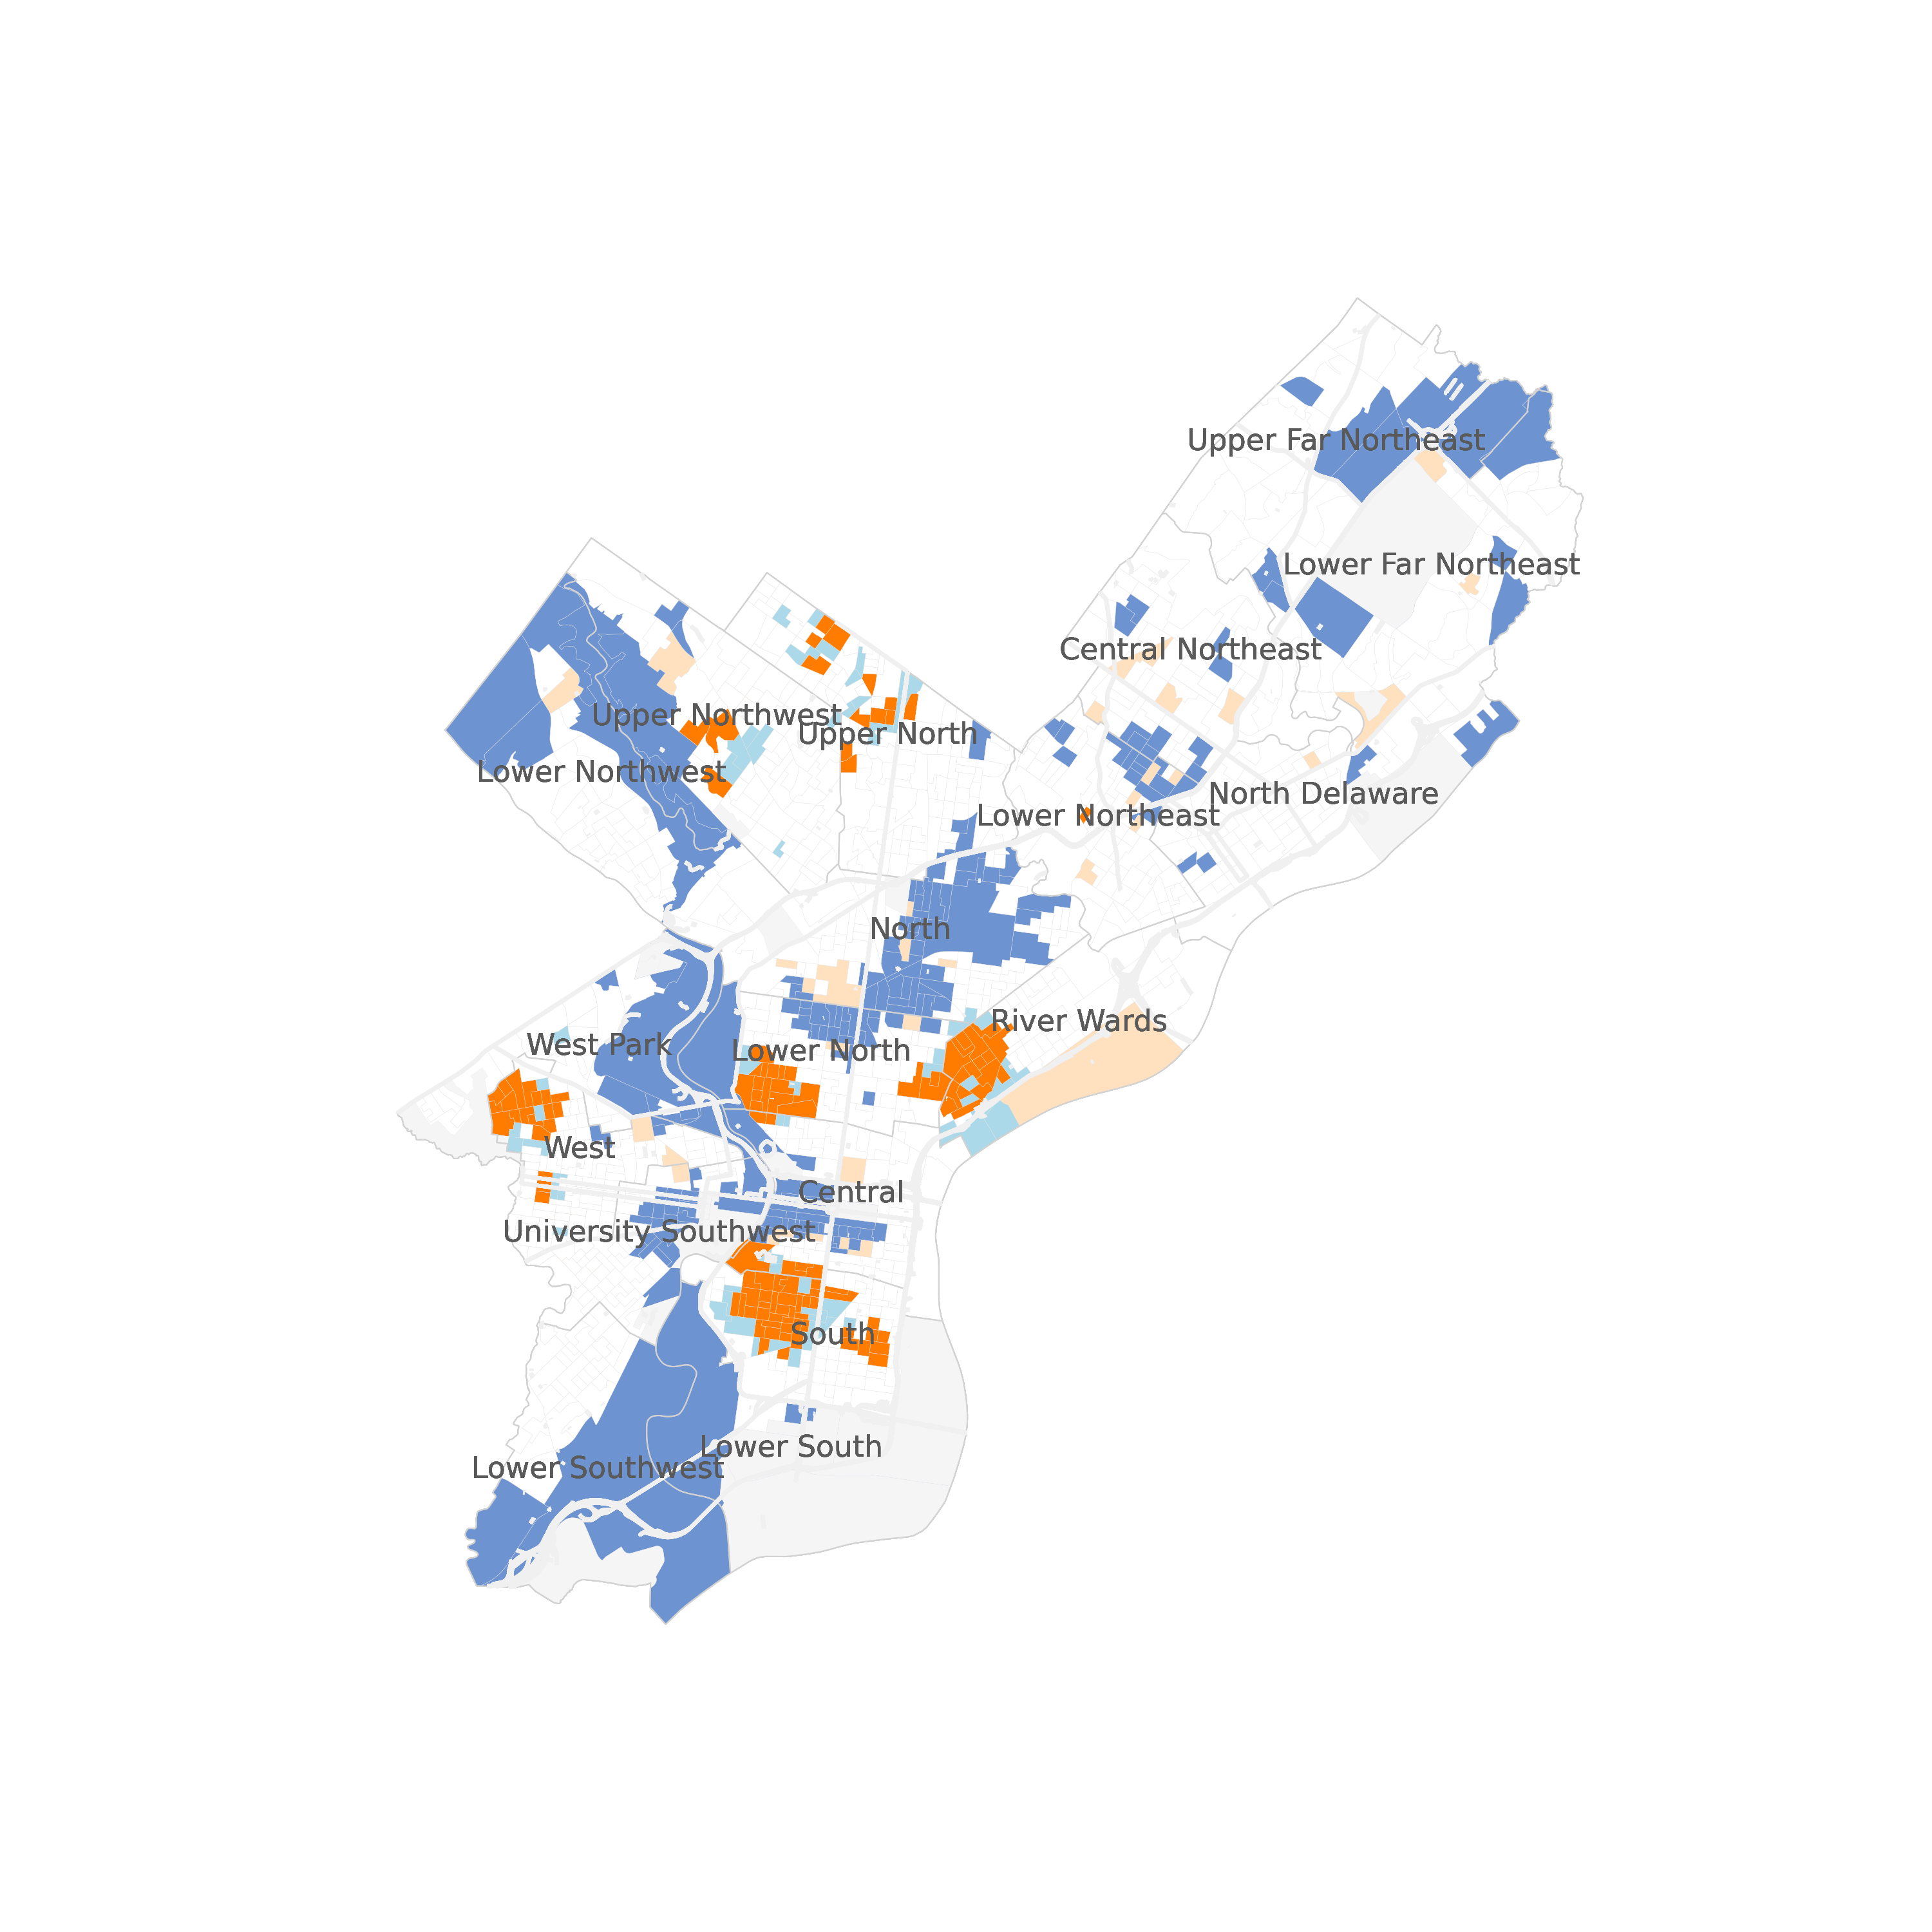 Upper Far Northeast
Lower Far Northeast
Central Northeast
Upper Northwest
Upper North
Lower Northwest
North Delaware
Lower Northeast
North
River Wards
West Park
Lower North
West
Central
University Southwest
South
Lower South
Lower Southwest